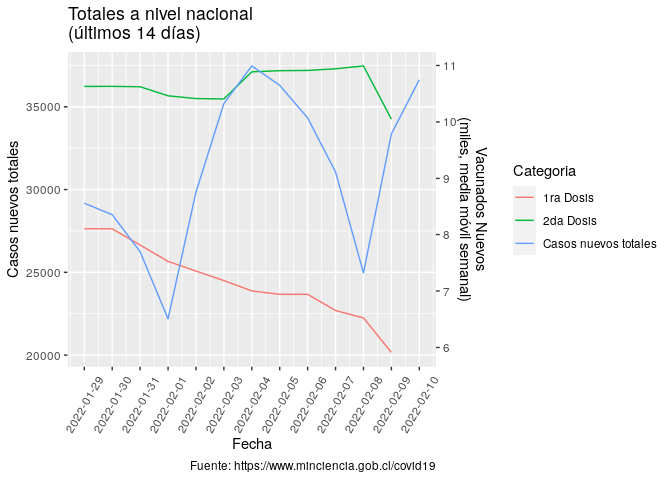 Totales a nivel nacional
(últimos 14 días)
Casos nuevos totales
35000
30000
25000
20000
11
10
9
8
7
6
Vacunados Nuevos
(miles, media móvil semanal)
2022-01-29
2022-01-30
2022-01-31
2022-02-01
2022-02-02
2022-02-03
2022-02-04
2022-02-05
2022-02-06
2022-02-07
2022-02-08
2022-02-09
2022-02-10
Fecha
Categoria
1ra Dosis
2da Dosis
Casos nuevos totales
Fuente: https://www.minciencia.gob.cl/covid19